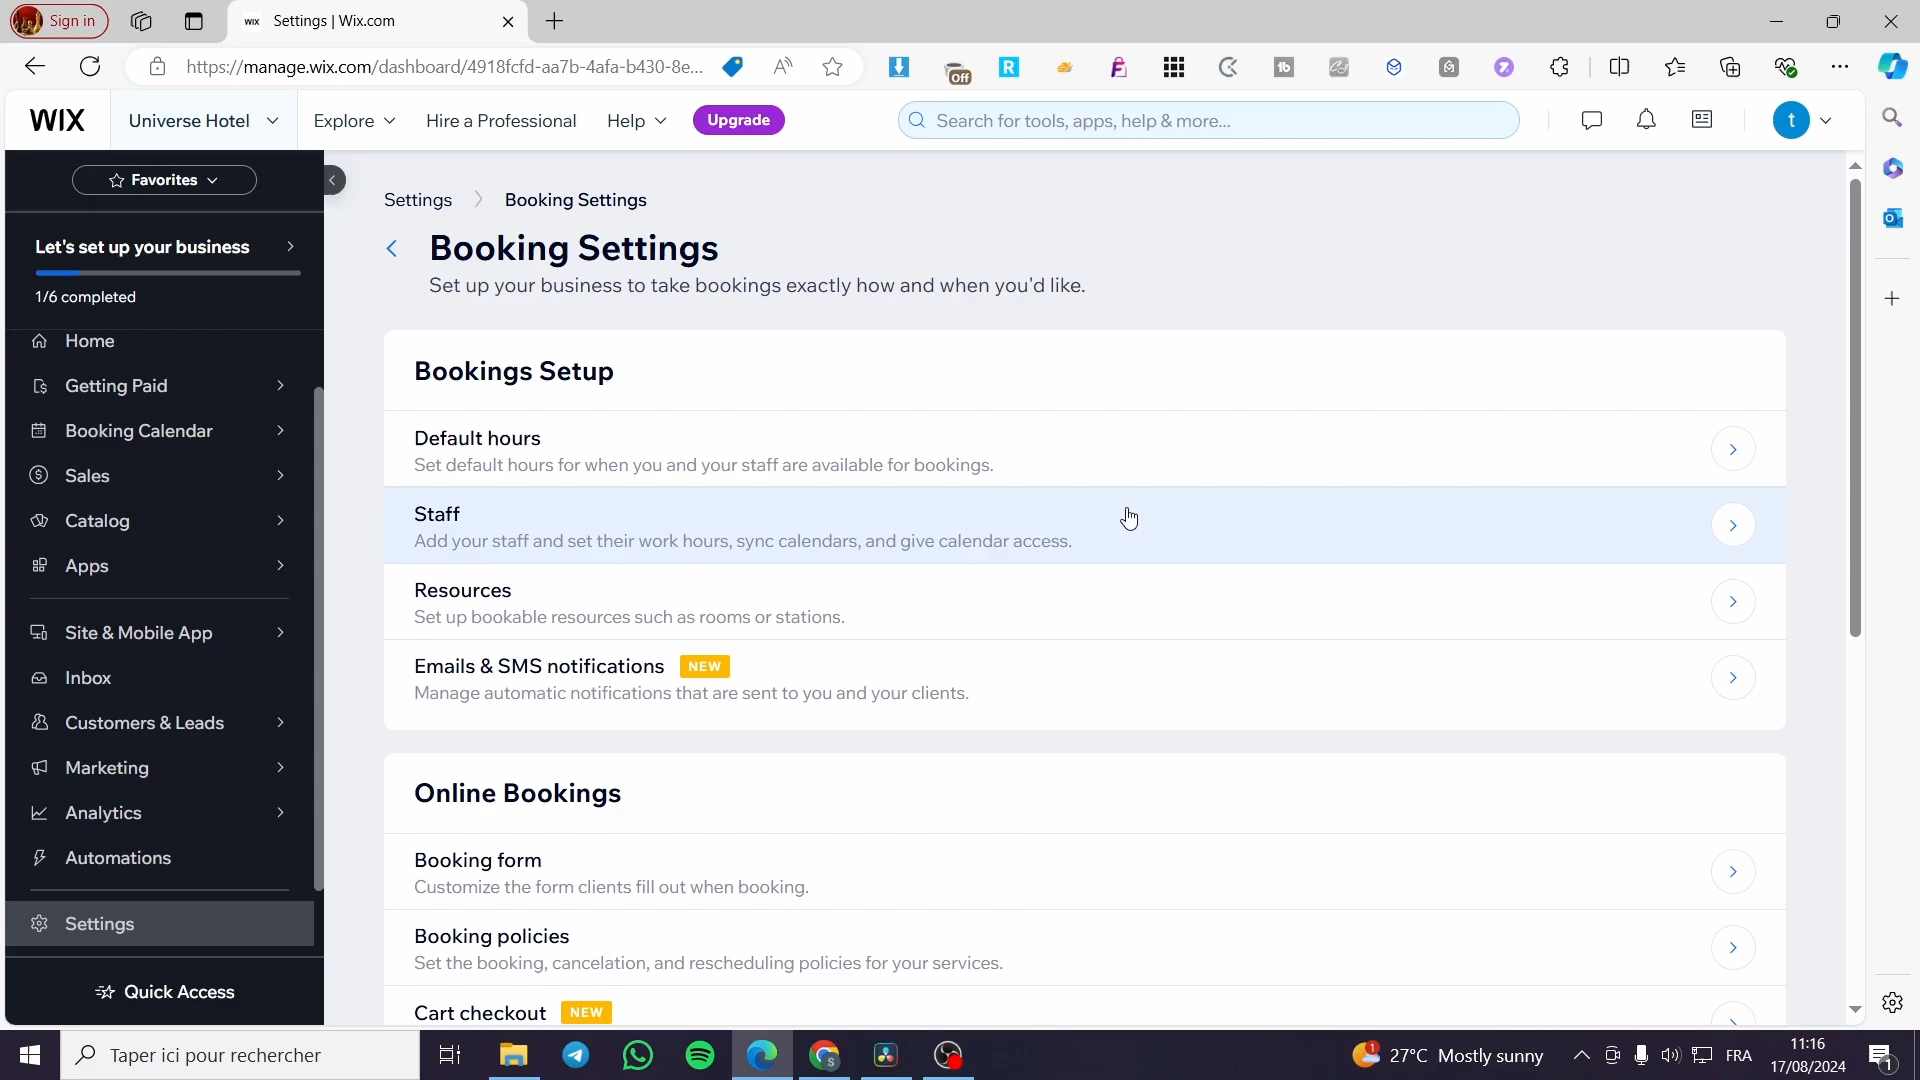 Sign in
WIX
Settings | Wix.com
https://manage.wix.com/dashboard/4918fcfd-aa7b-4afa-b430-8e...
Off
WIX
Universe Hotel
Explore
Hire a Professional
Help
Upgrade
Search for tools, apps, help & more...
t
Favorites
Let's set up your business
1/6 completed
Home
Getting Paid
Booking Calendar
Sales
Catalog
Apps
Site & Mobile App
Inbox
Customers & Leads
Marketing
Analytics
Automations
Settings
Quick Access
Settings
Booking Settings
Booking Settings
Set up your business to take bookings exactly how and when you'd like.
Bookings Setup
Default hours
Set default hours for when you and your staff are available for bookings.
Staff
Add your staff and set their work hours, sync calendars, and give calendar access.
Resources
Set up bookable resources such as rooms or stations.
Emails & SMS notifications NEW
Manage automatic notifications that are sent to you and your clients.
Online Bookings
Booking form
Customize the form clients fill out when booking.
Booking policies
Set the booking, cancelation, and rescheduling policies for your services.
Cart checkout NEW
Taper ici pour rechercher
1
27°C Mostly sunny
FRA
11:16
17/08/2024
1